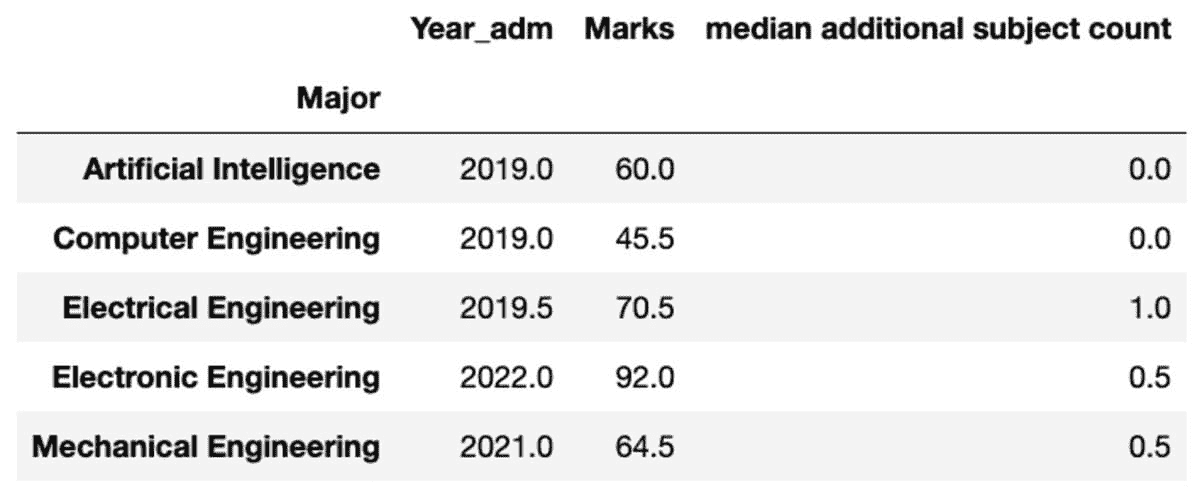 Year_adm Marks median additional subject count
Major
Artificial Intelligence 2019.0 60.0 0.0
Computer Engineering 2019.0 45.5 0.0
Electrical Engineering 2019.5 70.5 1.0
Electronic Engineering 2022.0 92.0 0.5
Mechanical Engineering 2021.0 64.5 0.5